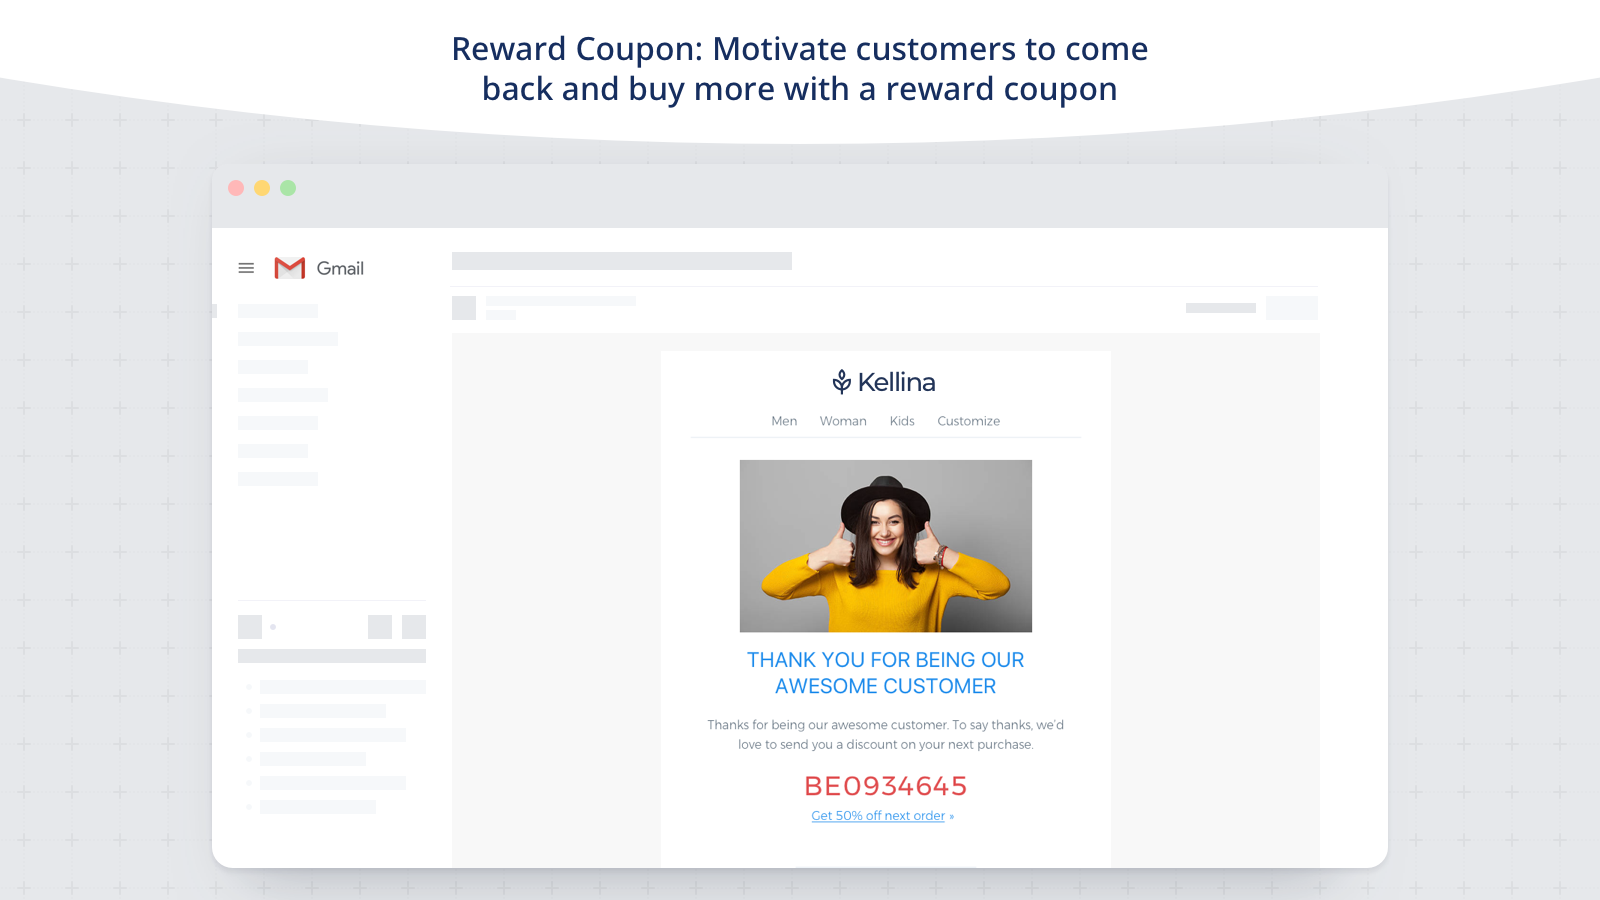 Reward Coupon: Motivate customers to come
back and buy more with a reward coupon
Gmail
Kellina
Men Woman Kids Customize
THANK YOU FOR BEING OUR
AWESOME CUSTOMER
Thanks for being our awesome customer. To say thanks, we'd
love to send you a discount on your next purchase.
BE0934645
Get 50% off next order »